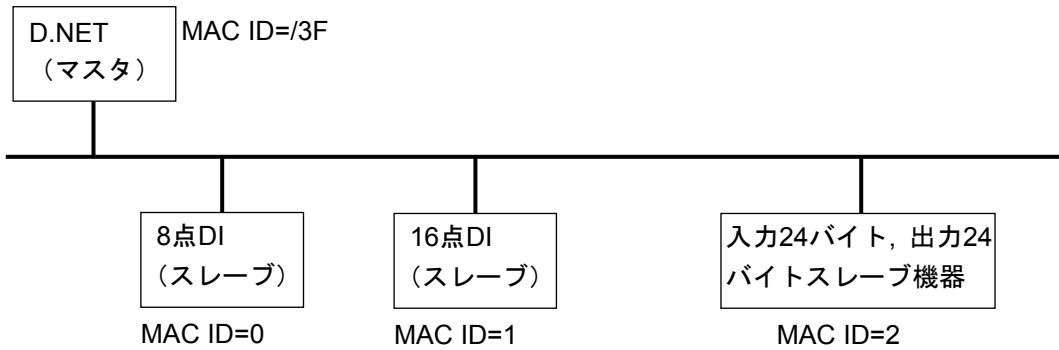 D.NET
（マスタ）
MAC ID=/3F
8点DI
（スレーブ）
MAC ID=0
16点DI
（スレーブ）
MAC ID=1
入力24バイト, 出力24
バイトスレーブ機器
MAC ID=2